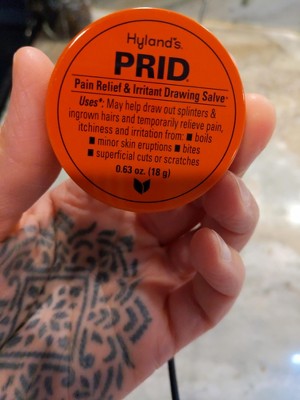 Hyland's.
PRID®
Pain Relief & Irritant Drawing Salve*
Uses*: May help draw out splinters &
ingrown hairs and temporarily relieve pain,
itchiness and irritation from: ■ boils
■ minor skin eruptions ■ bites
■ superficial cuts or scratches
0.63 oz. (18 g)